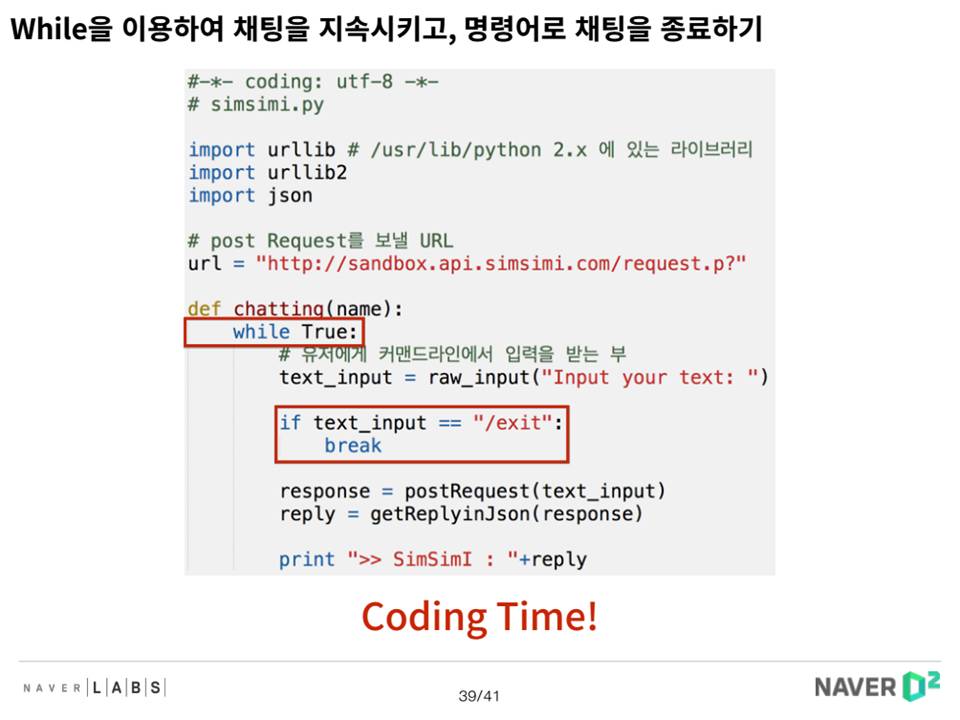 While을 이용하여 채팅을 지속시키고, 명령어로 채팅을 종료하기
#-*- coding: utf-8 -*-
# simsimi.py
import urllib # /usr/lib/python 2.x 에 있는 라이브러리
import urllib2
import json
# post Request를 보낼 URL
url = "http://sandbox.api.simsimi.com/request.p?"
def chatting(name):
while True:
# 유저에게 커맨드라인에서 입력을 받는 부
text_input = raw_input("Input your text: ")
if text_input == "/exit":
break
response = postRequest(text_input)
reply = getReplyinJson(response)
print ">> SimSimI : "+reply
Coding Time!
NAVER LABS
39/41
NAVER D2